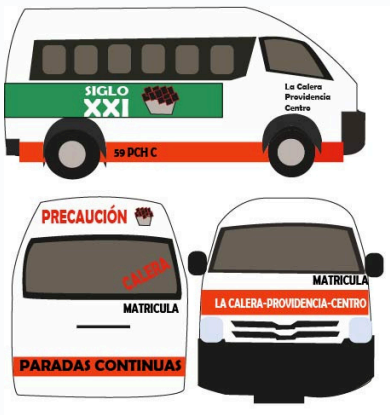 SIGLO
XXI
La Calera
Providencia
Centro
59 PCH C
PRECAUCIÓN
CALERA
MATRICULA
PARADAS CONTINUAS
MATRICULA
LA CALERA-PROVIDENCIA-CENTRO